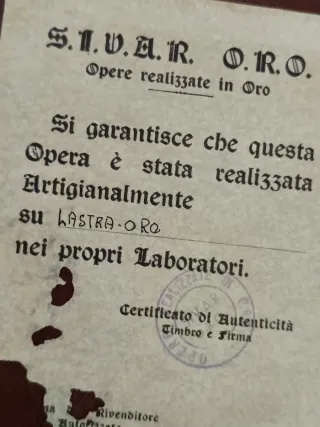 S.I.V.A.R. O.R.O.
Opere realizzate in Oro
Si garantisce che questa
Opera è stata realizzata
Artigianalmente
su LASTRA-ORO
nei propri Laboratori.
Certificato di Autenticità
Timbro e Firma
Rivenditore